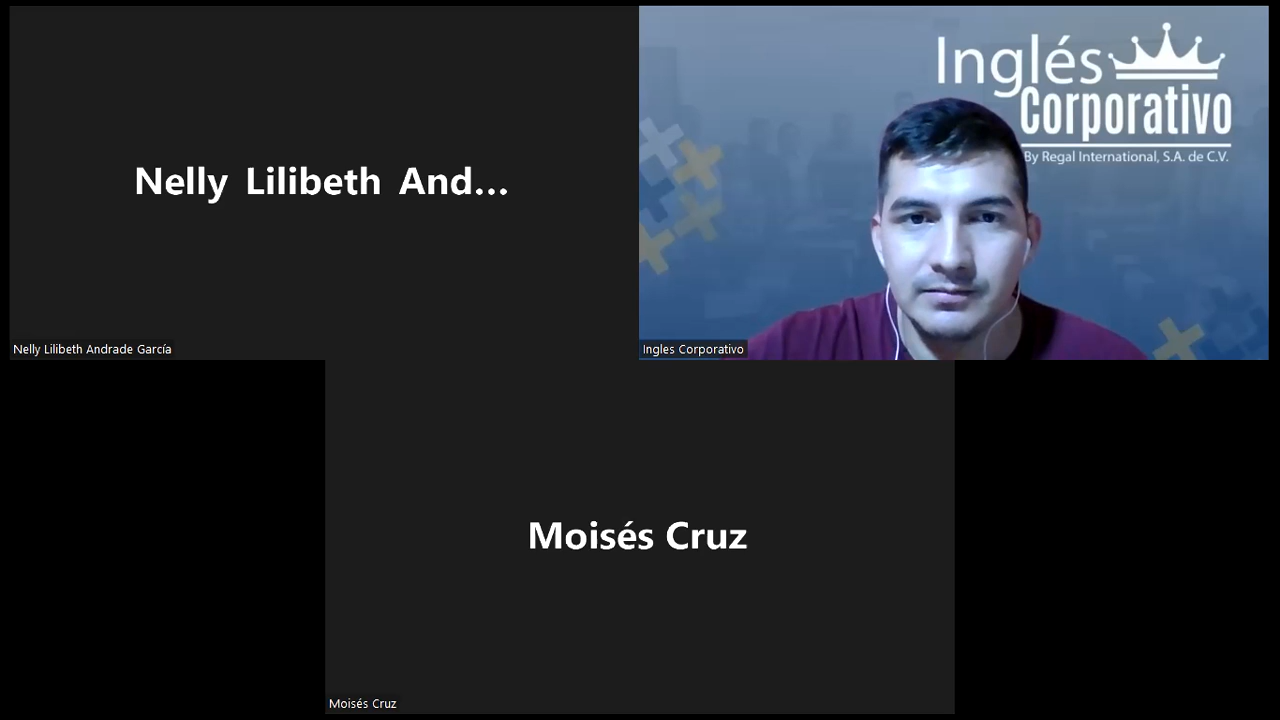 Nelly Lilibeth And...
Nelly Lilibeth Andrade García
Inglés
Corporativo
By Regal International, S.A. de C.V.
Ingles Corporativo
Moisés Cruz
Moisés Cruz